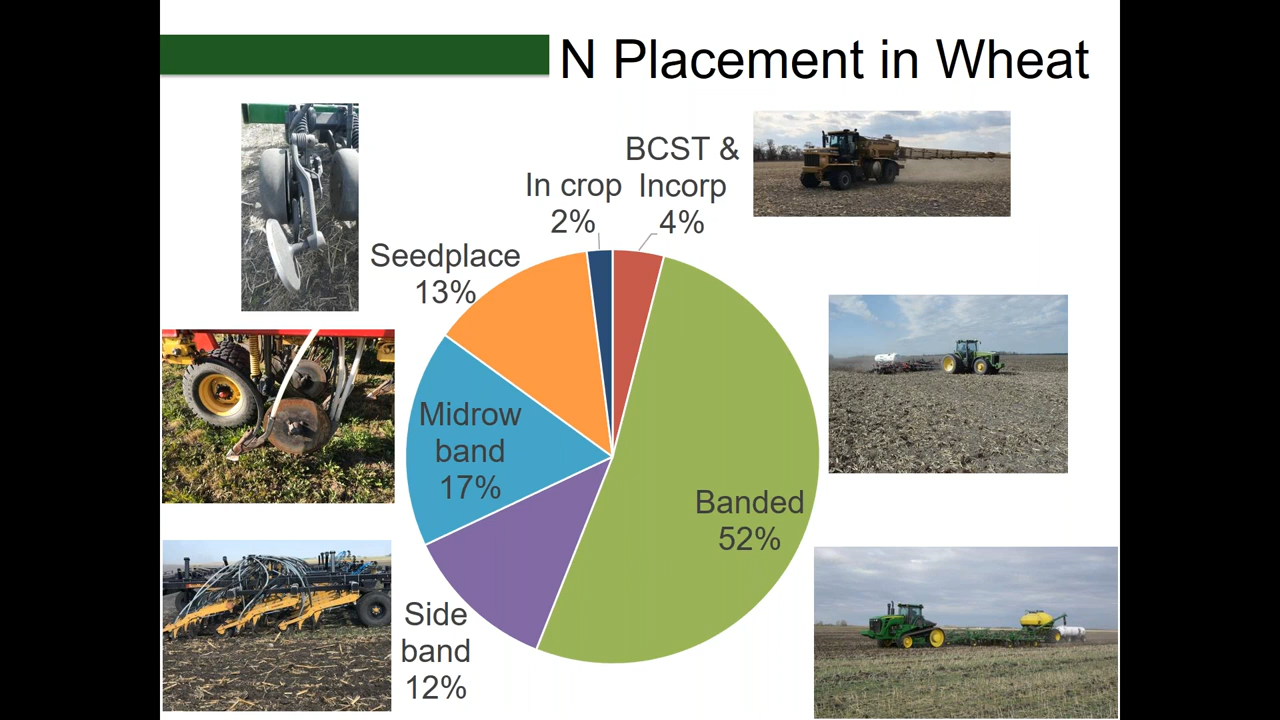 N Placement in Wheat
BCST &
Incorp
4%
In crop
2%
Seedplace
13%
Midrow
band
17%
Banded
52%
Side
band
12%